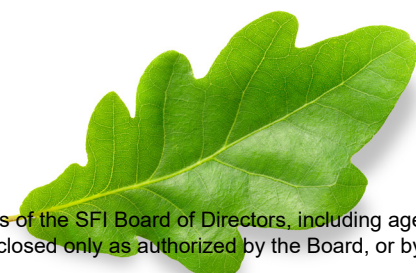 s of the SFI Board of Directors, including age
closed only as authorized by the Board, or by